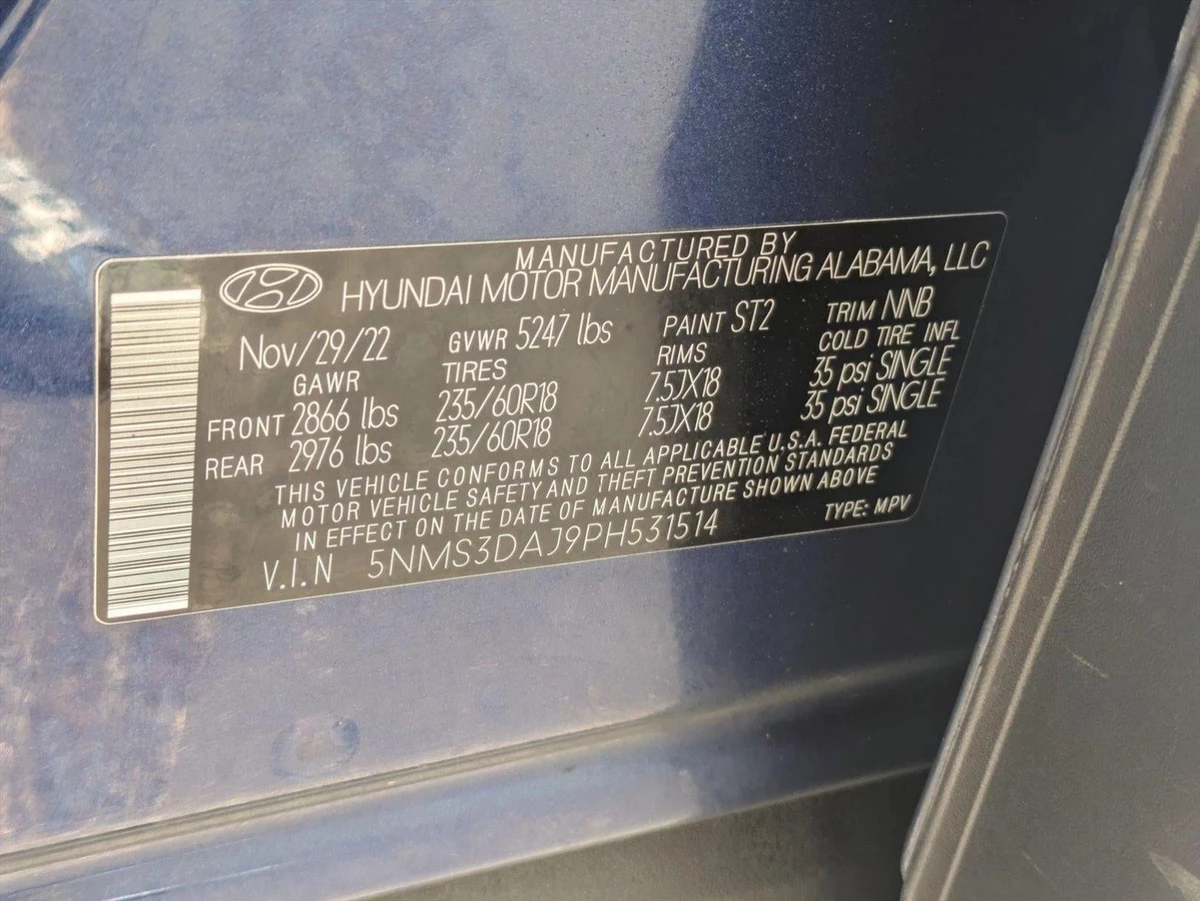 MANUFACTURED BY
HYUNDAI MOTOR MANUFACTURING ALABAMA, LLC
Nov/29/22 GVWR 5247 lbs PAINT ST2 TRIM NNB
GAWR TIRES RIMS COLD TIRE INFL
FRONT 2866 lbs 235/60R18 7.5JX18 35 psi SINGLE
REAR 2976 lbs 235/60R18 7.5JX18 35 psi SINGLE
THIS VEHICLE CONFORMS TO ALL APPLICABLE U.S.A. FEDERAL
MOTOR VEHICLE SAFETY AND THEFT PREVENTION STANDARDS
IN EFFECT ON THE DATE OF MANUFACTURE SHOWN ABOVE
V.I.N 5NMS3DAJ9PH531514 TYPE: MPV